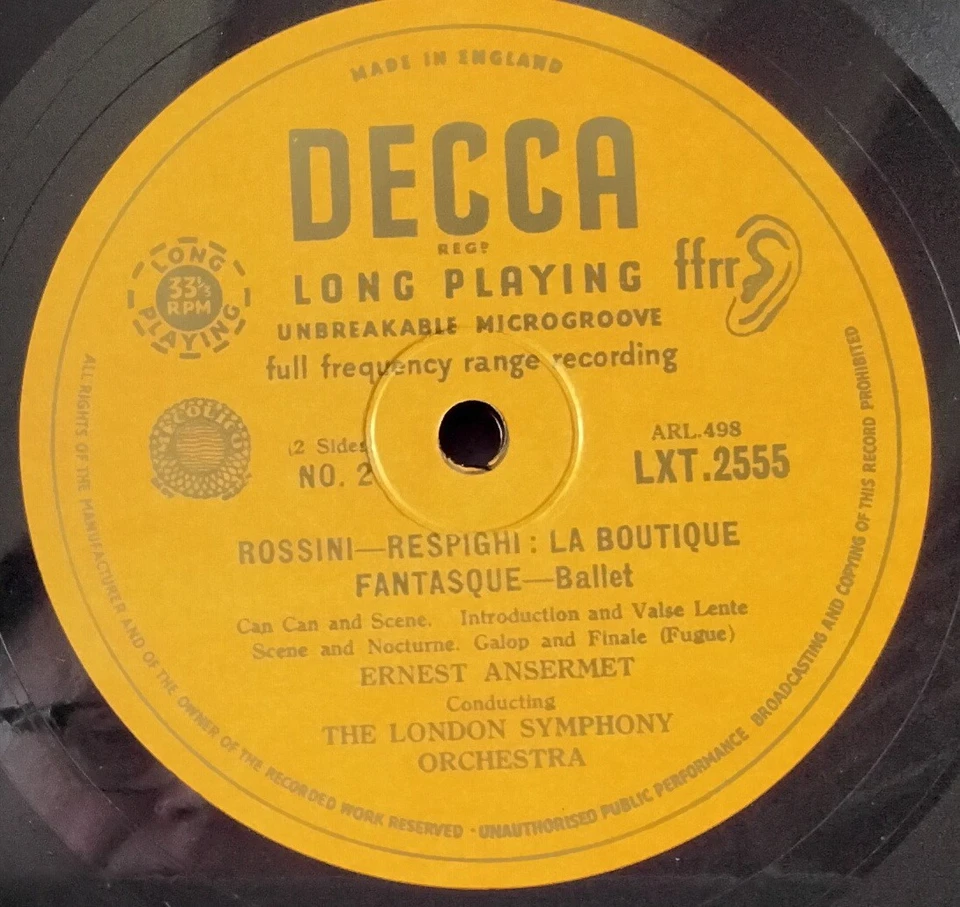 MADE IN ENGLAND
DECCA
REGD
LONG PLAYING
ffrr
LONG
33⅓
RPM
PLAYING
UNBREAKABLE MICROGROOVE
full frequency range recording
(2 Sides
NO. 2
ARL.498
LXT.2555
ROSSINI—RESPIGHI : LA BOUTIQUE
FANTASQUE—Ballet
Can Can and Scene. Introduction and Valse Lente
Scene and Nocturne. Galop and Finale (Fugue)
ERNEST ANSERMET
Conducting
THE LONDON SYMPHONY
ORCHESTRA
ALL RIGHTS OF THE MANUFACTURER AND OF THE OWNER OF THE RECORDED WORK RESERVED · UNAUTHORISED PUBLIC PERFORMANCE BROADCASTING AND COPYING OF THIS RECORD PROHIBITED